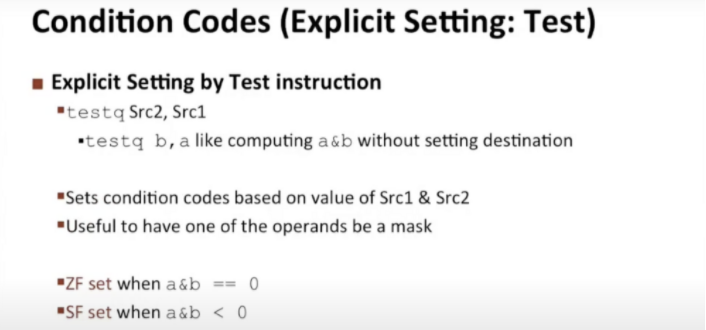 Condition Codes (Explicit Setting: Test)
Explicit Setting by Test instruction
testq Src2, Src1
testq b, a like computing a&b without setting destination
Sets condition codes based on value of Src1 & Src2
Useful to have one of the operands be a mask
ZF set when a&b == 0
SF set when a&b < 0